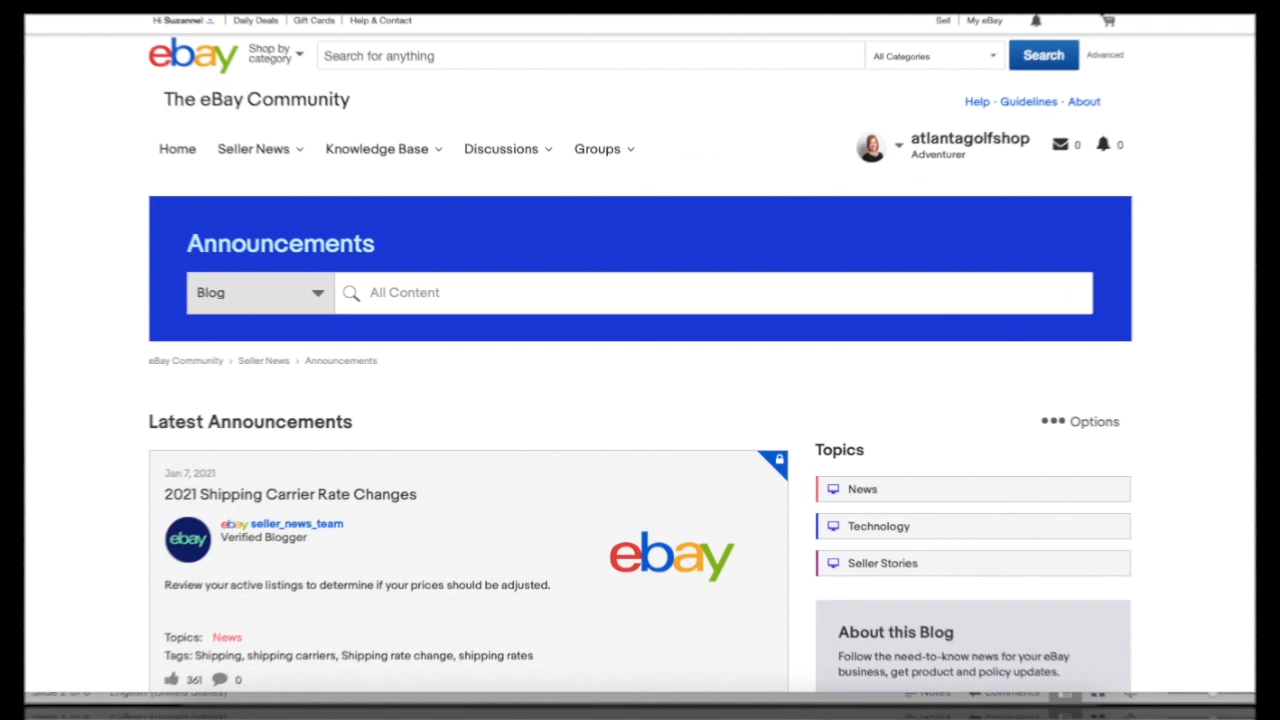 Hi Suzanne! | Daily Deals | Gift Cards | Help & Contact
Sell | My eBay
ebay Shop by category Search for anything All Categories Search Advanced
The eBay Community
Help · Guidelines · About
Home Seller News Knowledge Base Discussions Groups
atlantagolfshop 0 0
Adventurer
Announcements
Blog All Content
eBay Community › Seller News › Announcements
Latest Announcements
Options
Topics
News
Technology
Seller Stories
Jan 7, 2021
2021 Shipping Carrier Rate Changes
ebay seller_news_team
Verified Blogger
ebay
ebay
Review your active listings to determine if your prices should be adjusted.
Topics: News
Tags: Shipping, shipping carriers, Shipping rate change, shipping rates
361 0
About this Blog
Follow the need-to-know news for your eBay
business, get product and policy updates.